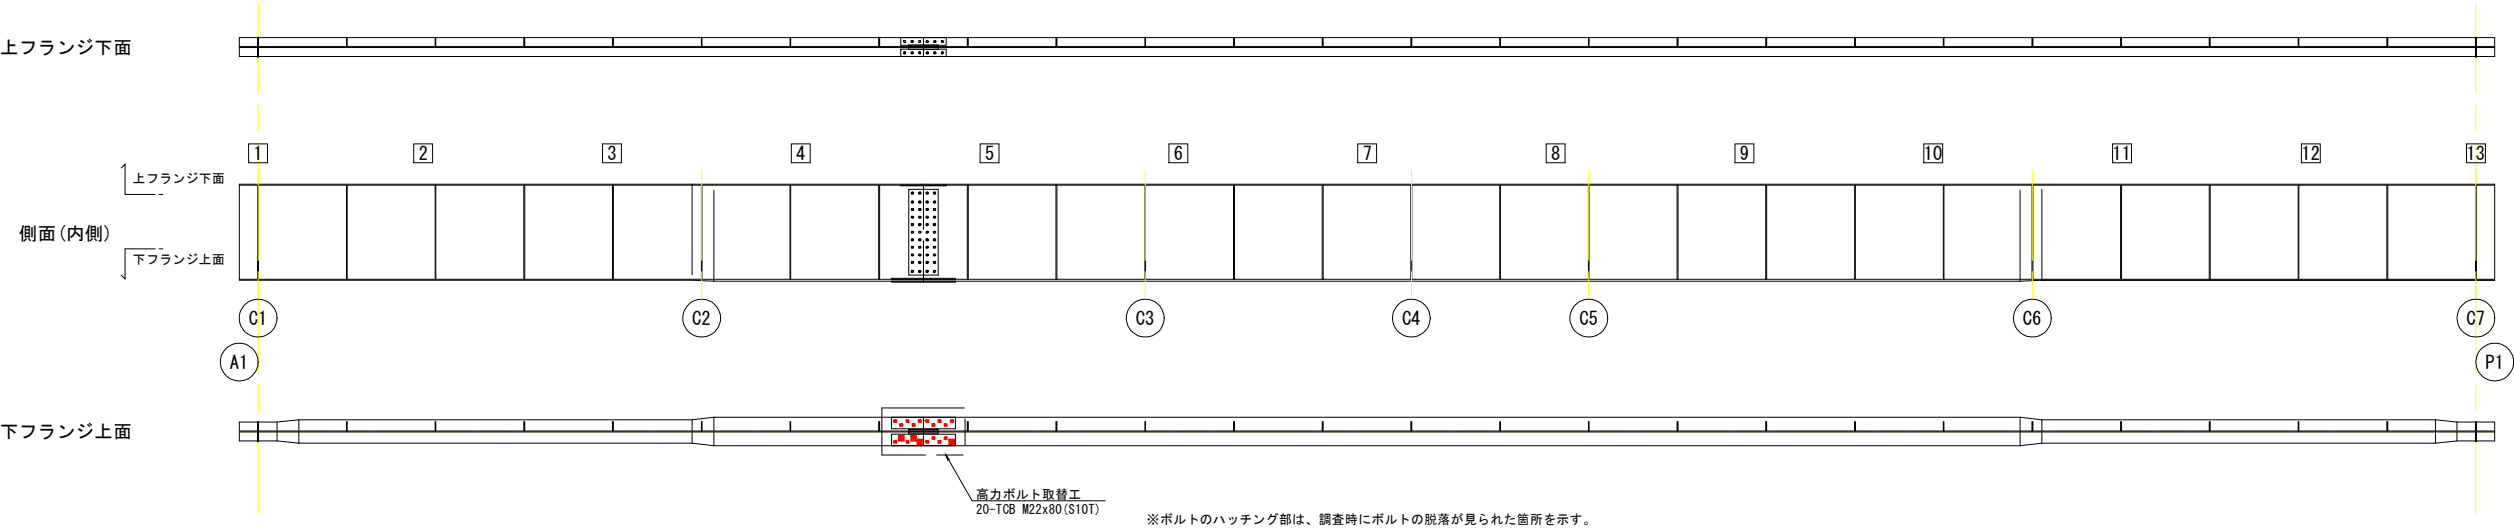 上フランジ下面
1 2 3 4 5 6 7 8 9 10 11 12 13
上フランジ下面
側面(内側)
下フランジ上面
C1 C2 C3 C4 C5 C6 C7
A1 P1
下フランジ上面
高力ボルト取替工
20-TCB M22x80(S10T)
※ボルトのハッチング部は、調査時にボルトの脱落が見られた箇所を示す。